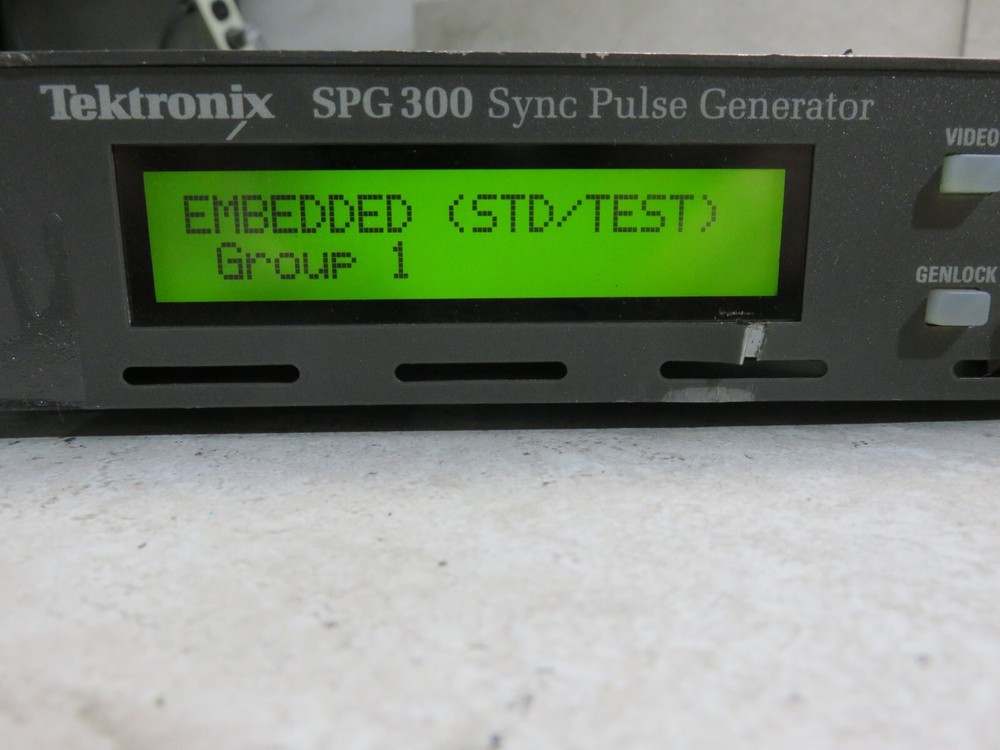 Tektronix SPG 300 Sync Pulse Generator
VIDEO
EMBEDDED (STD/TEST)
Group 1
GENLOCK